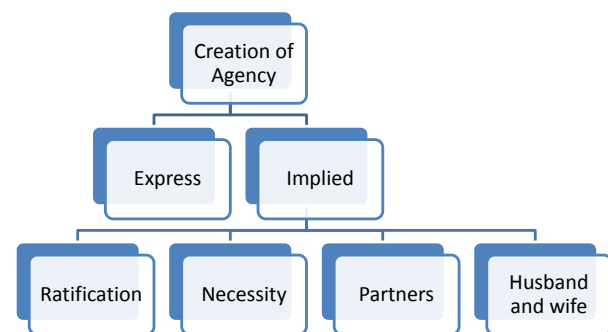 Creation of
Agency
Express
Implied
Ratification
Necessity
Partners
Husband
and wife